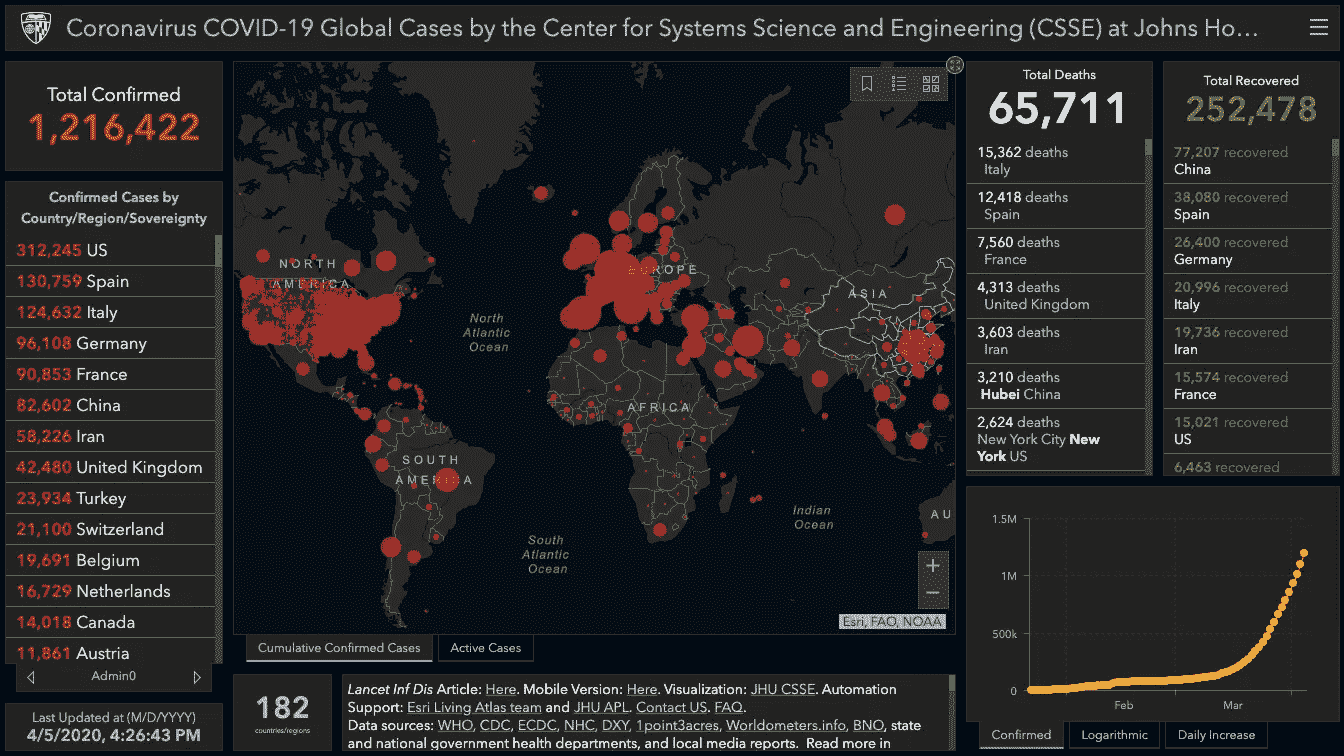 Coronavirus COVID-19 Global Cases by the Center for Systems Science and Engineering (CSSE) at Johns Ho…
Total Confirmed
1,216,422
Confirmed Cases by
Country/Region/Sovereignty
312,245 US
130,759 Spain
124,632 Italy
96,108 Germany
90,853 France
82,602 China
58,226 Iran
42,480 United Kingdom
23,934 Turkey
21,100 Switzerland
19,691 Belgium
16,729 Netherlands
14,018 Canada
11,861 Austria
Admin0
Last Updated at (M/D/YYYY)
4/5/2020, 4:26:43 PM
NORTH
AMERICA
EUROPE
ASIA
North
Atlantic
Ocean
AFRICA
SOUTH
AMERICA
Indian
Ocean
AU
South
Atlantic
Ocean
+
−
Esri, FAO, NOAA
Cumulative Confirmed Cases
Active Cases
182
countries/regions
Lancet Inf Dis Article: Here. Mobile Version: Here. Visualization: JHU CSSE. Automation
Support: Esri Living Atlas team and JHU APL. Contact US. FAQ.
Data sources: WHO, CDC, ECDC, NHC, DXY, 1point3acres, Worldometers.info, BNO, state
and national government health departments, and local media reports. Read more in
Total Deaths
65,711
15,362 deaths
Italy
12,418 deaths
Spain
7,560 deaths
France
4,313 deaths
United Kingdom
3,603 deaths
Iran
3,210 deaths
Hubei China
2,624 deaths
New York City New
York US
Total Recovered
252,478
77,207 recovered
China
38,080 recovered
Spain
26,400 recovered
Germany
20,996 recovered
Italy
19,736 recovered
Iran
15,574 recovered
France
15,021 recovered
US
6,463 recovered
1.5M
1M
500k
0
Feb
Mar
Confirmed
Logarithmic
Daily Increase